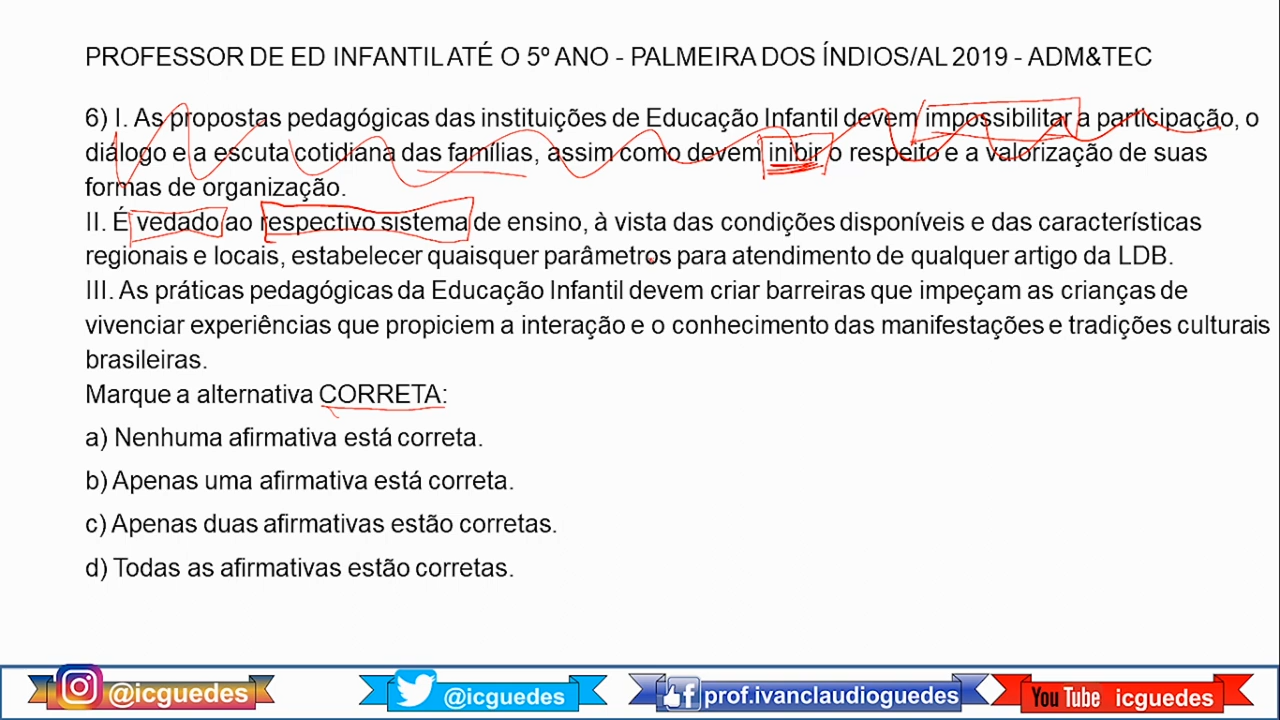 PROFESSOR DE ED INFANTIL ATÉ O 5º ANO - PALMEIRA DOS ÍNDIOS/AL 2019 - ADM&TEC
6) I. As propostas pedagógicas das instituições de Educação Infantil devem impossibilitar a participação, o
diálogo e a escuta cotidiana das famílias, assim como devem inibir o respeito e a valorização de suas
formas de organização.
II. É vedado ao respectivo sistema de ensino, à vista das condições disponíveis e das características
regionais e locais, estabelecer quaisquer parâmetros para atendimento de qualquer artigo da LDB.
III. As práticas pedagógicas da Educação Infantil devem criar barreiras que impeçam as crianças de
vivenciar experiências que propiciem a interação e o conhecimento das manifestações e tradições culturais
brasileiras.
Marque a alternativa CORRETA:
a) Nenhuma afirmativa está correta.
b) Apenas uma afirmativa está correta.
c) Apenas duas afirmativas estão corretas.
d) Todas as afirmativas estão corretas.
@icguedes @icguedes prof.ivanclaudioguedes You Tube icguedes